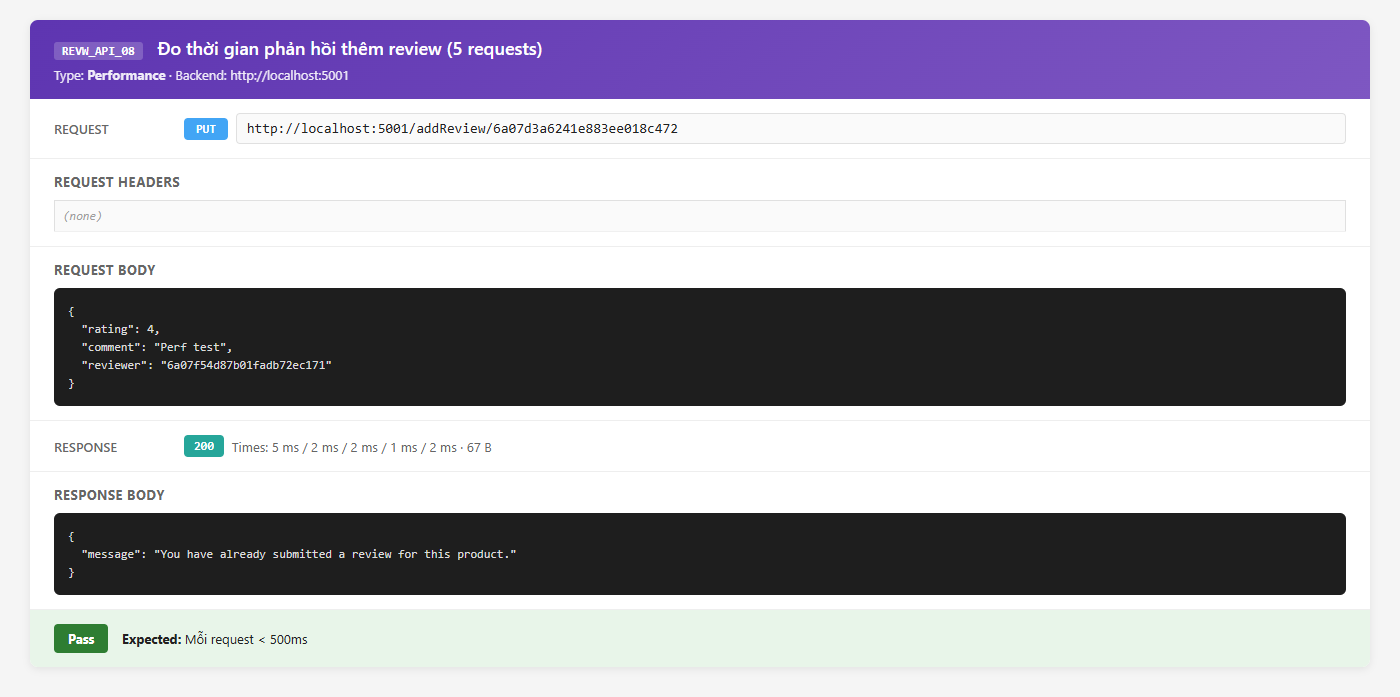 REVW_API_08 Đo thời gian phản hồi thêm review (5 requests)
Type: Performance · Backend: http://localhost:5001
REQUEST PUT http://localhost:5001/addReview/6a07d3a6241e883ee018c472
REQUEST HEADERS
(none)
REQUEST BODY
{
"rating": 4,
"comment": "Perf test",
"reviewer": "6a07f54d87b01fadb72ec171"
}
RESPONSE 200 Times: 5 ms / 2 ms / 2 ms / 1 ms / 2 ms · 67 B
RESPONSE BODY
{
"message": "You have already submitted a review for this product."
}
Pass Expected: Mỗi request < 500ms